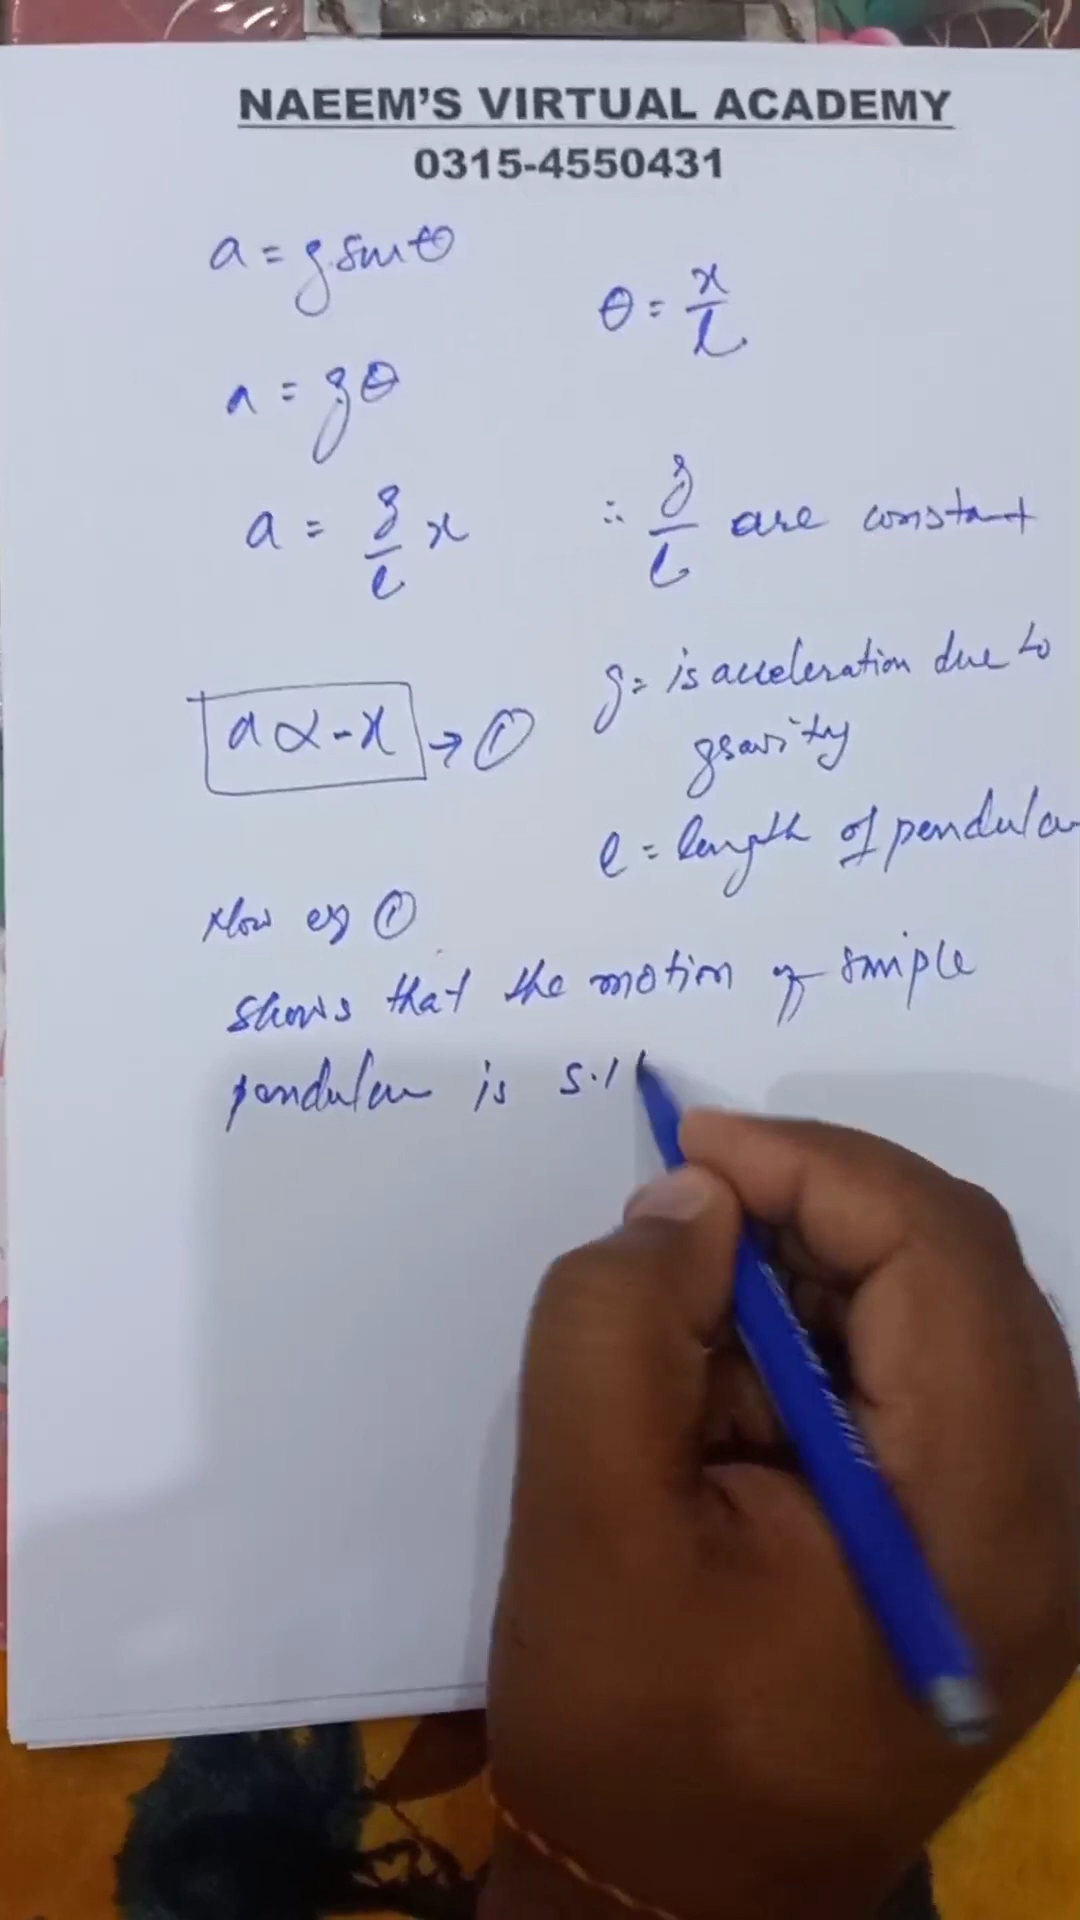 NAEEM'S VIRTUAL ACADEMY
0315-4550431
a = g sinθ
θ = x/l
a = gθ
a = g/l x
∴ g/l are constant
g = is acceleration due to
gravity
a ∝ -x → ①
l = length of pendulum
Now eq ①
shows that the motion of simple
pendulum is S.